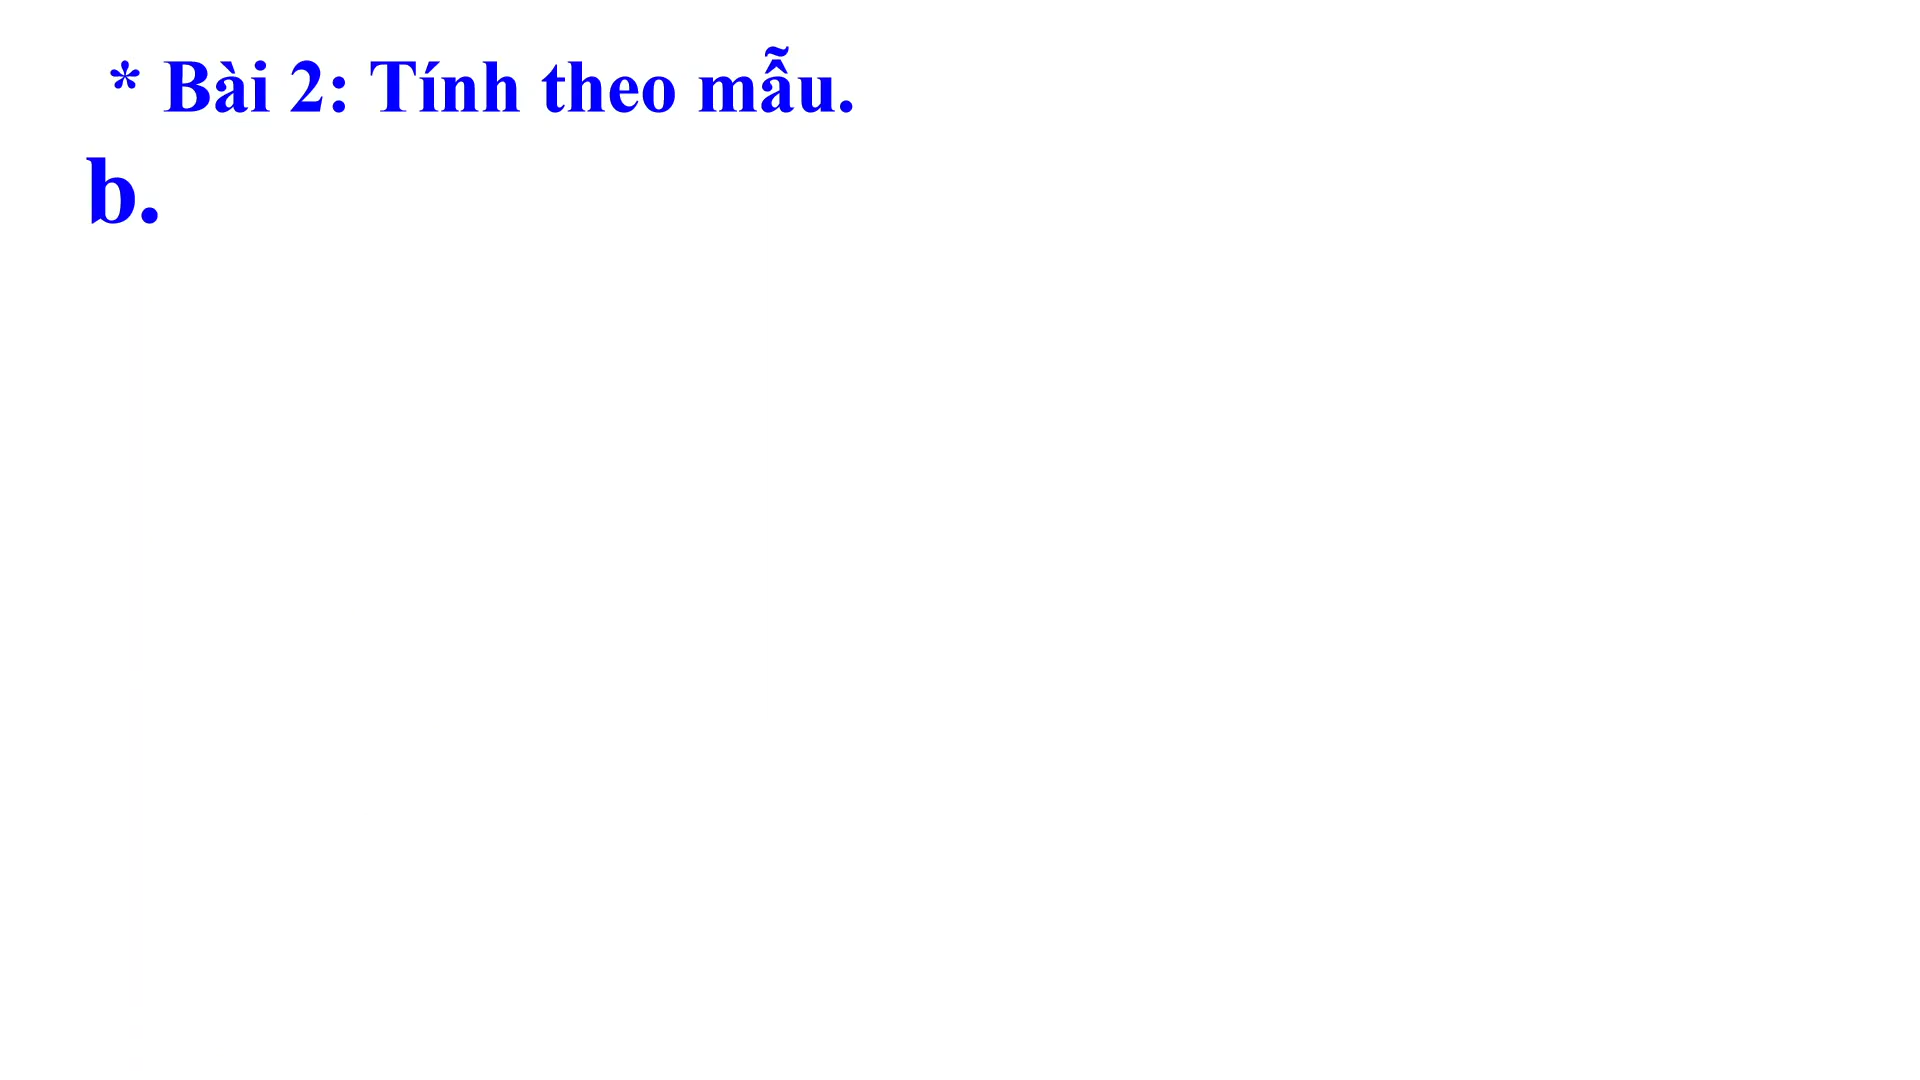 * Bài 2: Tính theo mẫu.
b.